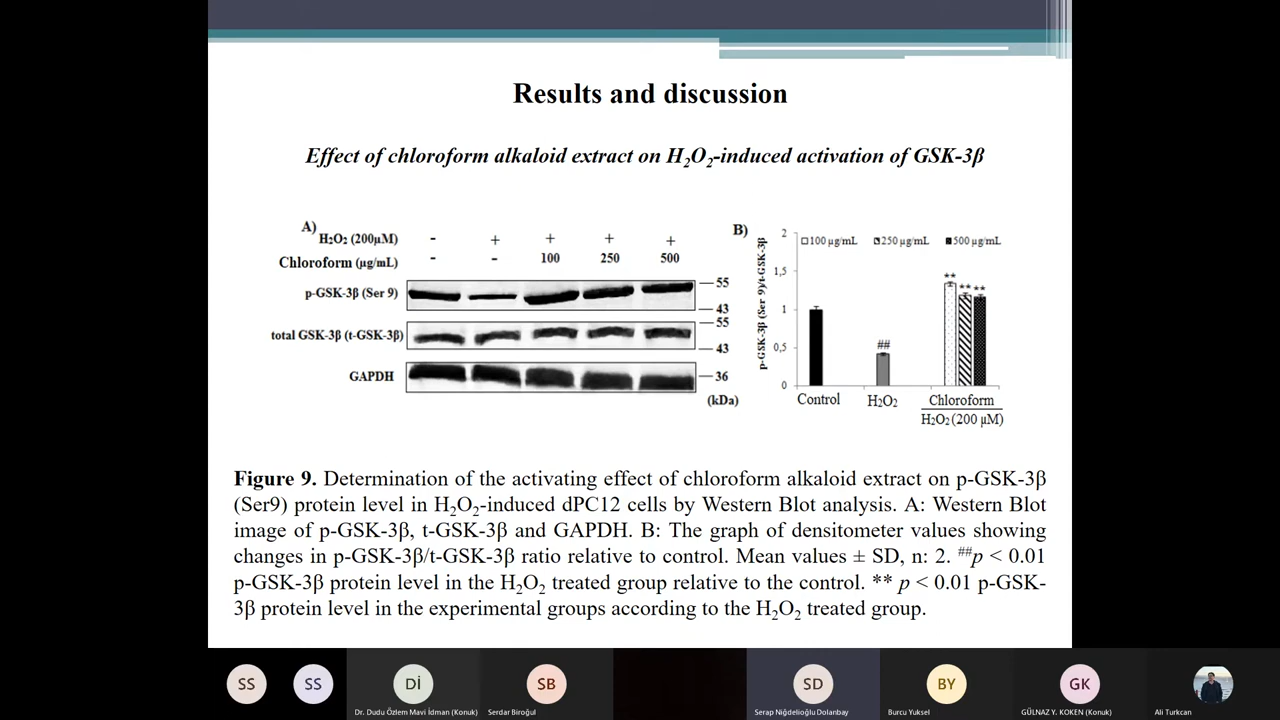 Results and discussion
Effect of chloroform alkaloid extract on H₂O₂-induced activation of GSK-3β
A)
H₂O₂ (200µM) - + + + +
Chloroform (µg/mL) - - 100 250 500
p-GSK-3β (Ser 9)
55
43
total GSK-3β (t-GSK-3β)
55
43
GAPDH
36
(kDa)
B)
p-GSK-3β (Ser 9)/t-GSK-3β
2
1,5
1
0,5
0
100 µg/mL 250 µg/mL 500 µg/mL
##
** ** **
Control H₂O₂ Chloroform
H₂O₂ (200 µM)
Figure 9. Determination of the activating effect of chloroform alkaloid extract on p-GSK-3β
(Ser9) protein level in H₂O₂-induced dPC12 cells by Western Blot analysis. A: Western Blot
image of p-GSK-3β, t-GSK-3β and GAPDH. B: The graph of densitometer values showing
changes in p-GSK-3β/t-GSK-3β ratio relative to control. Mean values ± SD, n: 2. ##p < 0.01
p-GSK-3β protein level in the H₂O₂ treated group relative to the control. ** p < 0.01 p-GSK-
3β protein level in the experimental groups according to the H₂O₂ treated group.
SS SS Dİ SB SD BY GK
Dr. Dudu Özlem Mavi İdman (Konuk) Serdar Biroğul Serap Niğdelioğlu Dolanbay Burcu Yuksel GÜLNAZ Y. KOKEN (Konuk) Ali Turkcan